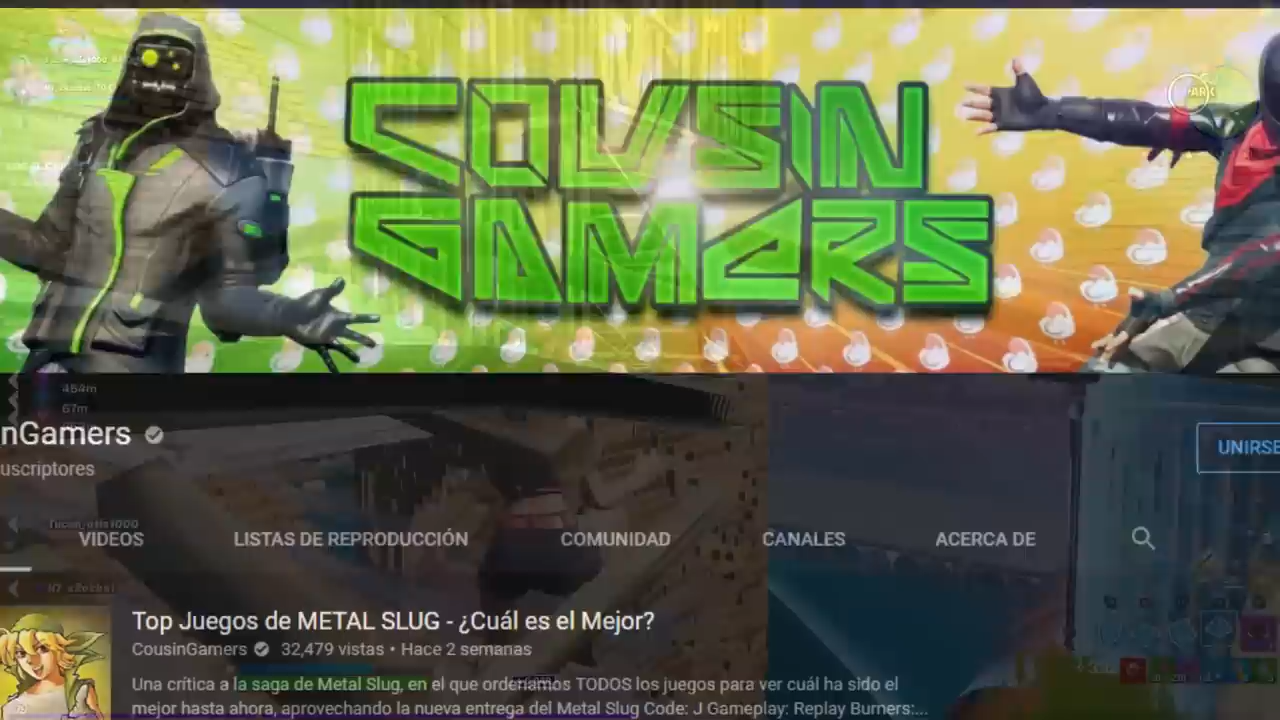 COUSIN
GAMERS
484m
67m
nGamers
uscriptores
UNIRSE
VIDEOS
LISTAS DE REPRODUCCIÓN
COMUNIDAD
CANALES
ACERCA DE
Top Juegos de METAL SLUG - ¿Cuál es el Mejor?
CousinGamers
32,479 vistas • Hace 2 semanas
Una crítica a la saga de Metal Slug, en el que ordenamos TODOS los juegos para ver cuál ha sido el
mejor hasta ahora, aprovechando la nueva entrega del Metal Slug Code: J Gameplay: Replay Burners:...